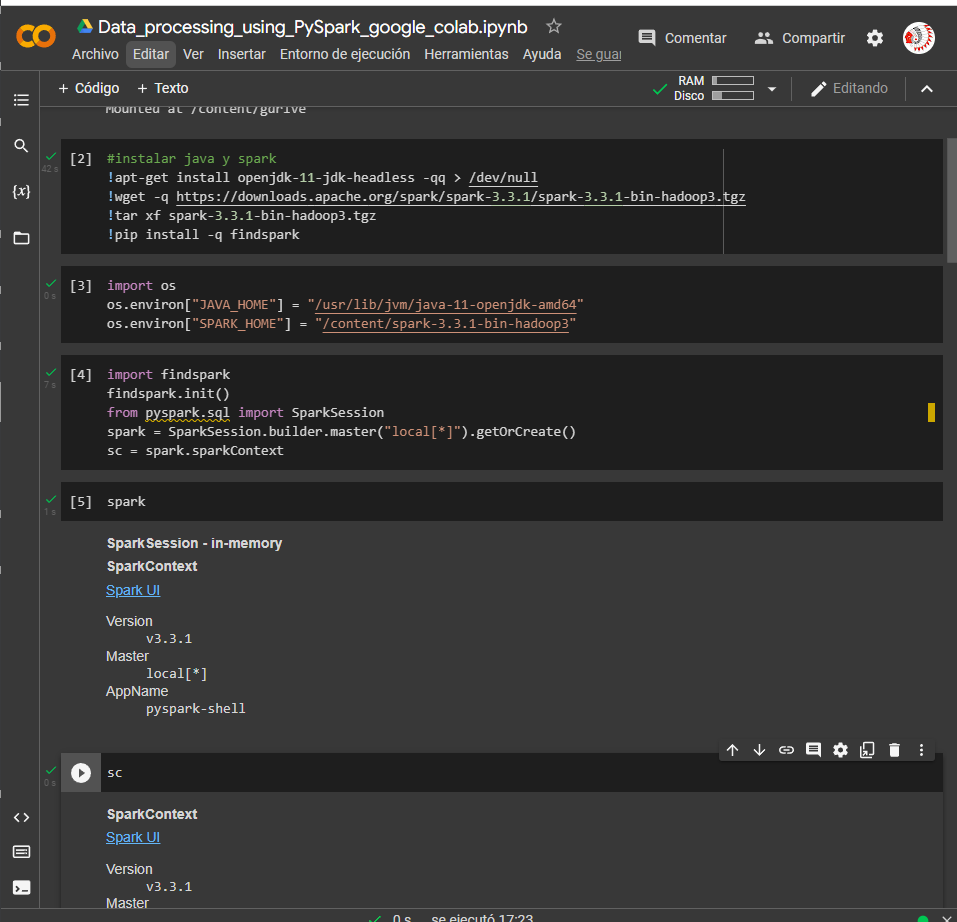 Data_processing_using_PySpark_google_colab.ipynb
Archivo Editar Ver Insertar Entorno de ejecución Herramientas Ayuda Se guar
Comentar Compartir
+ Código + Texto
RAM
Disco
Editando
Mounted at /content/gdrive
42 s
[2] #instalar java y spark
!apt-get install openjdk-11-jdk-headless -qq > /dev/null
!wget -q https://downloads.apache.org/spark/spark-3.3.1/spark-3.3.1-bin-hadoop3.tgz
!tar xf spark-3.3.1-bin-hadoop3.tgz
!pip install -q findspark
0 s
[3] import os
os.environ["JAVA_HOME"] = "/usr/lib/jvm/java-11-openjdk-amd64"
os.environ["SPARK_HOME"] = "/content/spark-3.3.1-bin-hadoop3"
7 s
[4] import findspark
findspark.init()
from pyspark.sql import SparkSession
spark = SparkSession.builder.master("local[*]").getOrCreate()
sc = spark.sparkContext
1 s
[5] spark
SparkSession - in-memory
SparkContext
Spark UI
Version
v3.3.1
Master
local[*]
AppName
pyspark-shell
0 s
sc
SparkContext
Spark UI
Version
v3.3.1
Master
0 s se ejecutó 17:23